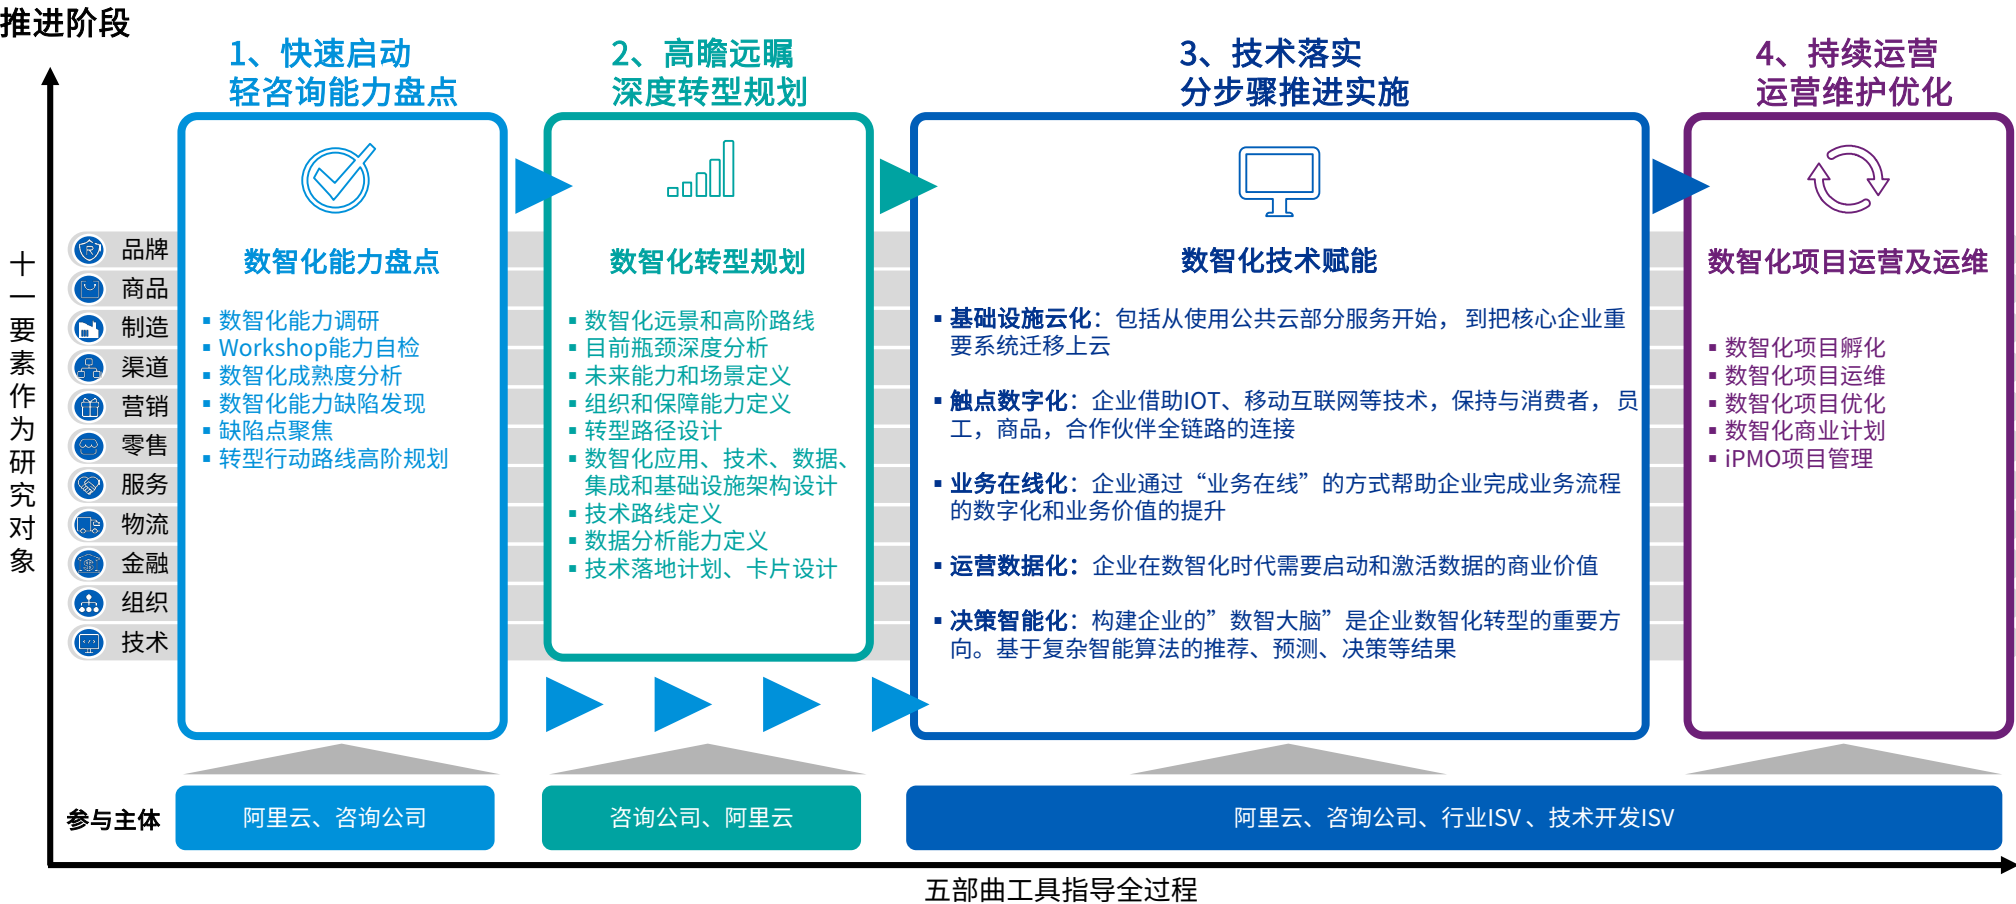 推进阶段
1、快速启动
轻咨询能力盘点
2、高瞻远瞩
深度转型规划
3、技术落实
分步骤推进实施
4、持续运营
运营维护优化
十一要素作为研究对象
品牌
商品
制造
渠道
营销
零售
服务
物流
金融
组织
技术
数智化能力盘点
▪ 数智化能力调研
▪ Workshop能力自检
▪ 数智化成熟度分析
▪ 数智化能力缺陷发现
▪ 缺陷点聚焦
▪ 转型行动路线高阶规划
数智化转型规划
▪ 数智化远景和高阶路线
▪ 目前瓶颈深度分析
▪ 未来能力和场景定义
▪ 组织和保障能力定义
▪ 转型路径设计
▪ 数智化应用、技术、数据、
集成和基础设施架构设计
▪ 技术路线定义
▪ 数据分析能力定义
▪ 技术落地计划、卡片设计
数智化技术赋能
▪ 基础设施云化：包括从使用公共云部分服务开始， 到把核心企业重
要系统迁移上云
▪ 触点数字化：企业借助IOT、移动互联网等技术，保持与消费者， 员
工，商品，合作伙伴全链路的连接
▪ 业务在线化：企业通过“业务在线”的方式帮助企业完成业务流程
的数字化和业务价值的提升
▪ 运营数据化：企业在数智化时代需要启动和激活数据的商业价值
▪ 决策智能化：构建企业的”数智大脑”是企业数智化转型的重要方
向。基于复杂智能算法的推荐、预测、决策等结果
数智化项目运营及运维
▪ 数智化项目孵化
▪ 数智化项目运维
▪ 数智化项目优化
▪ 数智化商业计划
▪ iPMO项目管理
参与主体
阿里云、咨询公司
咨询公司、阿里云
阿里云、咨询公司、行业ISV 、技术开发ISV
五部曲工具指导全过程